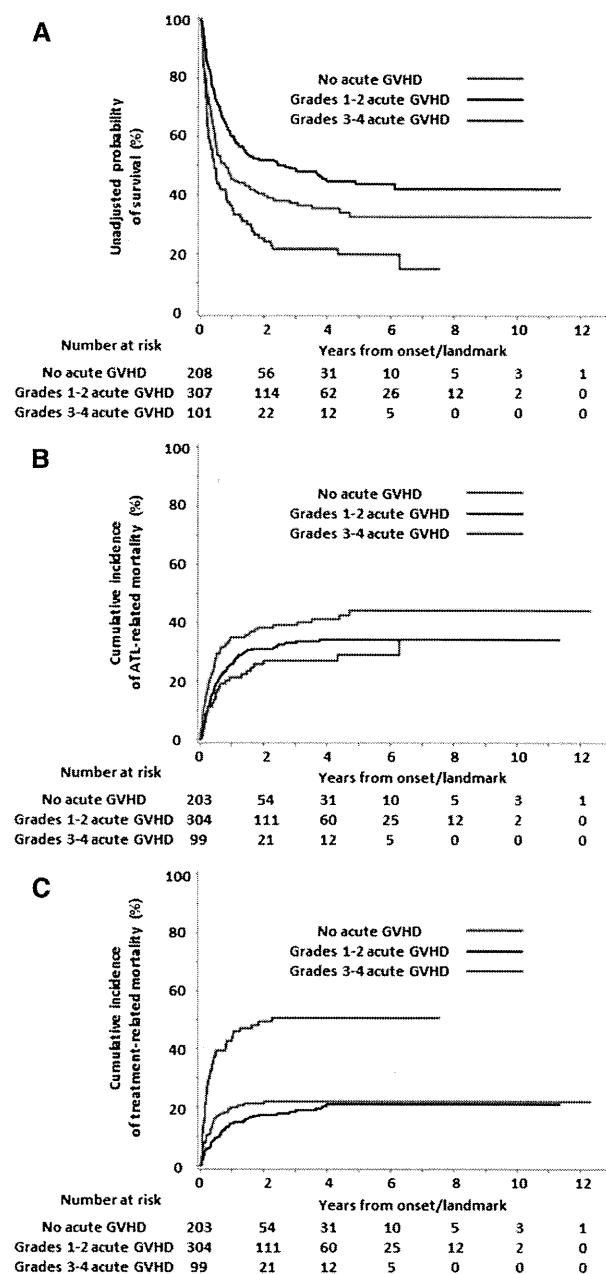 A
Unadjusted probability
of survival (%)
100
80
60
40
20
0
No acute GVHD
Grades 1-2 acute GVHD
Grades 3-4 acute GVHD
0 2 4 6 8 10 12
Number at risk Years from onset/landmark
No acute GVHD 208 56 31 10 5 3 1
Grades 1-2 acute GVHD 307 114 62 26 12 2 0
Grades 3-4 acute GVHD 101 22 12 5 0 0 0
B
Cumulative incidence
of ATL-related mortality (%)
100
80
60
40
20
0
No acute GVHD
Grades 1-2 acute GVHD
Grades 3-4 acute GVHD
0 2 4 6 8 10 12
Number at risk Years from onset/landmark
No acute GVHD 203 54 31 10 5 3 1
Grades 1-2 acute GVHD 304 111 60 25 12 2 0
Grades 3-4 acute GVHD 99 21 12 5 0 0 0
C
Cumulative incidence
of treatment-related mortality (%)
100
80
60
40
20
0
No acute GVHD
Grades 1-2 acute GVHD
Grades 3-4 acute GVHD
0 2 4 6 8 10 12
Number at risk Years from onset/landmark
No acute GVHD 203 54 31 10 5 3 1
Grades 1-2 acute GVHD 304 111 60 25 12 2 0
Grades 3-4 acute GVHD 99 21 12 5 0 0 0